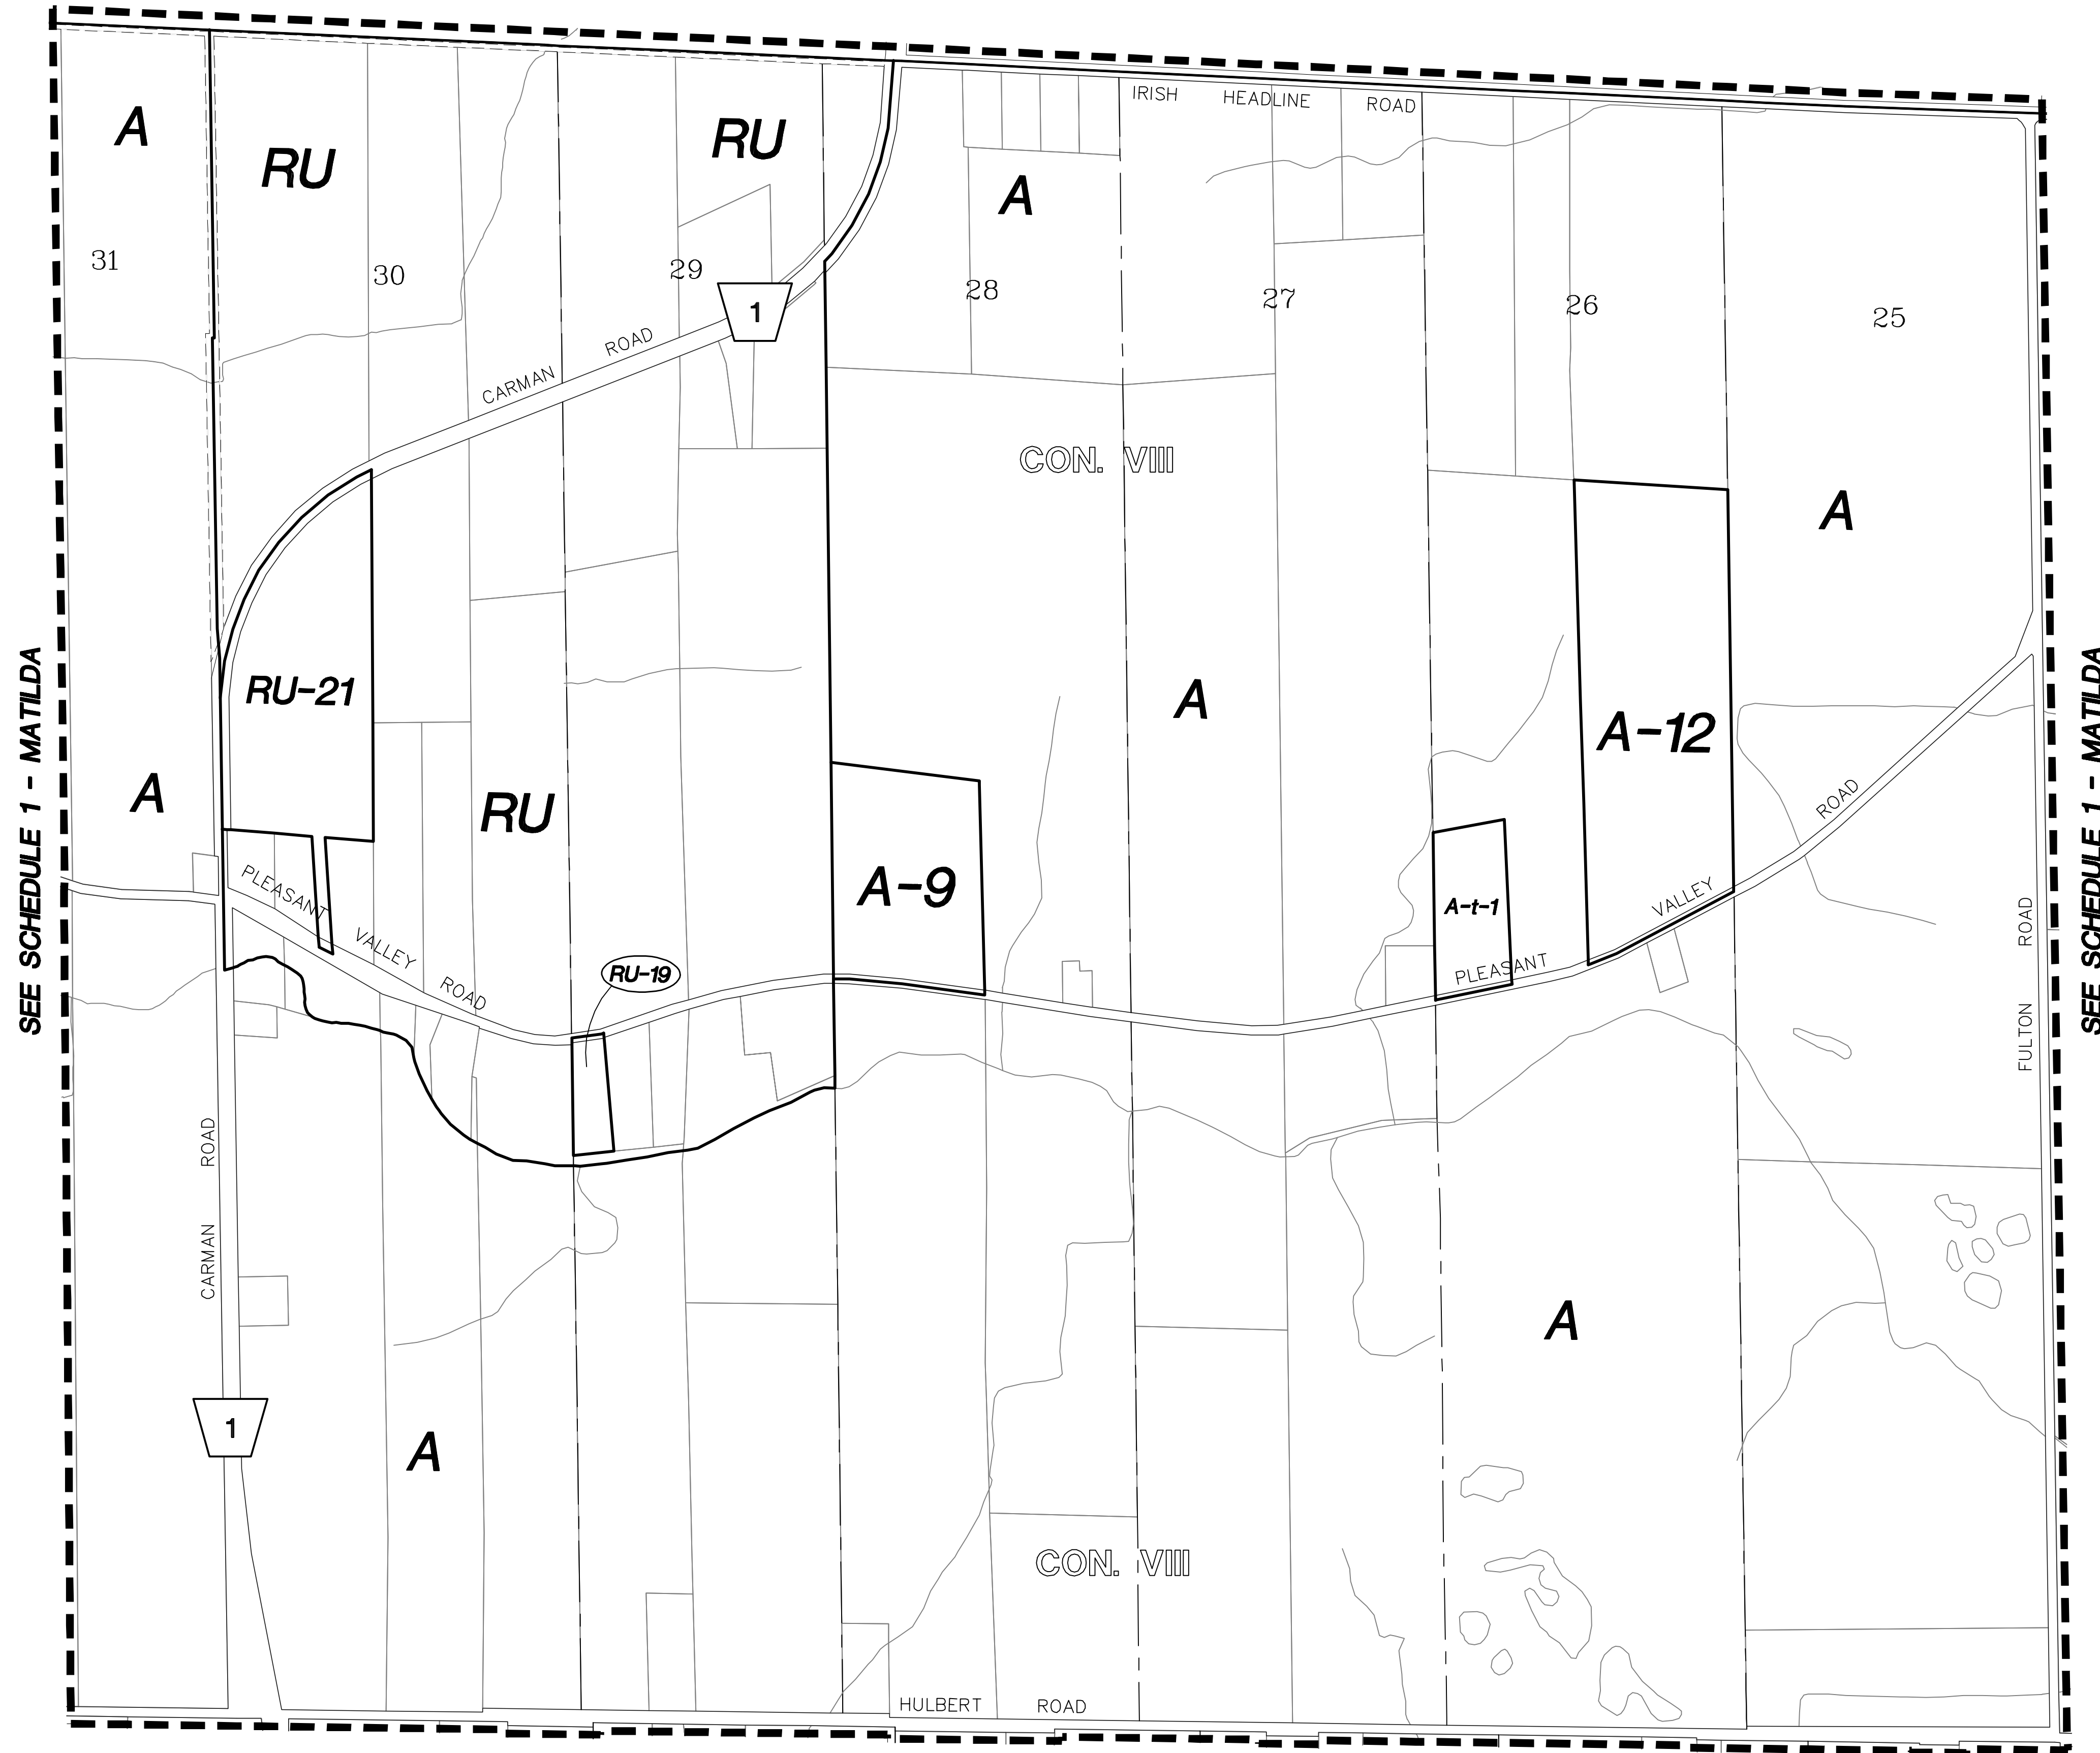 IRISH HEADLINE ROAD
A
RU
RU
A
31
30
29
28
27
26
25
1
CARMAN ROAD
CON. VIII
A
RU-21
A
A-12
SEE SCHEDULE 1 - MATILDA
SEE SCHEDULE 1 - MATILDA
A
RU
A-9
A-t-1
PLEASANT VALLEY ROAD
PLEASANT VALLEY ROAD
RU-19
FULTON ROAD
CARMAN ROAD
A
1
A
CON. VIII
HULBERT ROAD